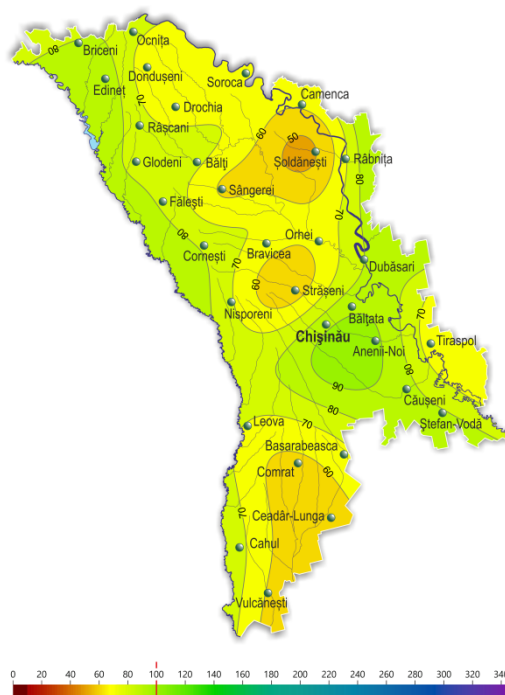 Ocnița
Briceni
80
Dondușeni
Soroca
Edineț
70
Camenca
Drochia
60
Râșcani
50
Glodeni
Bălți
Șoldănești
Râbnița
80
Sângerei
Fălești
70
80
Orhei
Cornești
Bravicea
Dubăsari
70
60
Strășeni
Nisporeni
Bălțata
70
Chișinău
Tiraspol
Anenii-Noi
80
90
Căușeni
80
Ștefan-Vodă
Leova
70
Basarabeasca
60
Comrat
70
Ceadâr-Lunga
Cahul
Vulcănești
0 20 40 60 80 100 120 140 160 180 200 220 240 260 280 300 320 340